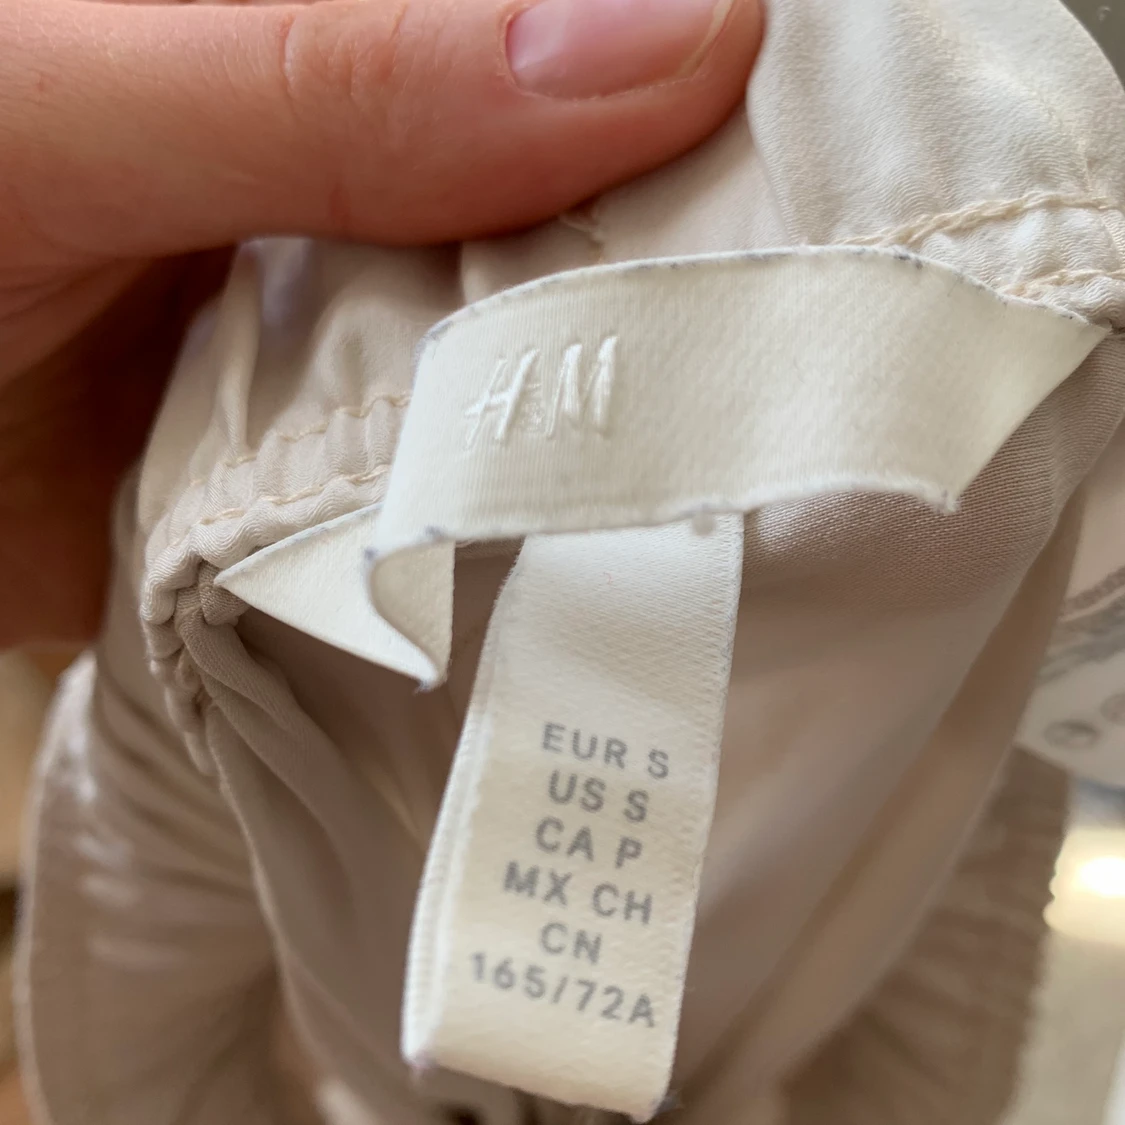 H&M
EUR S
US S
CA P
MX CH
CN
165/72A